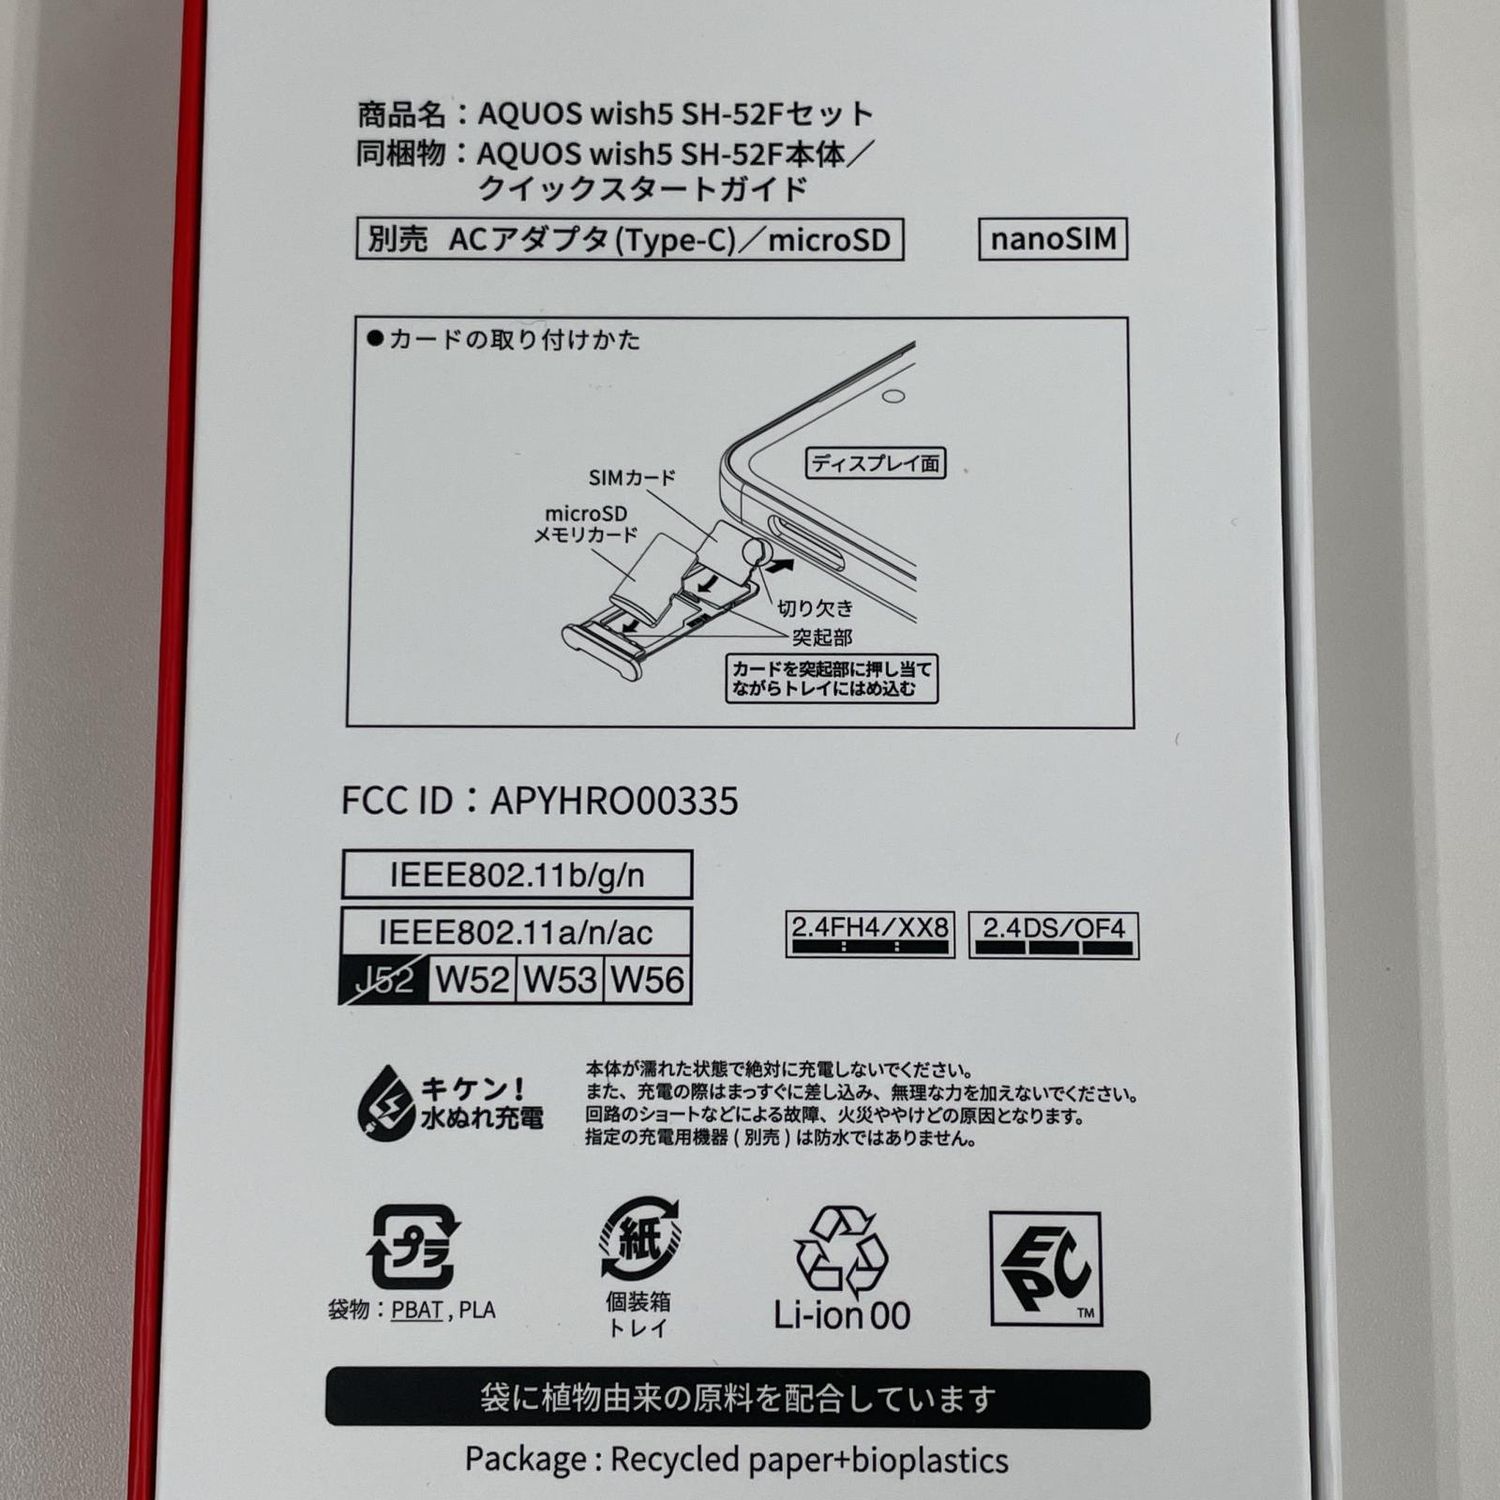 商品名：AQUOS wish5 SH-52Fセット
同梱物：AQUOS wish5 SH-52F本体／
クイックスタートガイド
別売 ACアダプタ(Type-C)／microSD
nanoSIM
●カードの取り付けかた
ディスプレイ面
SIMカード
microSD
メモリカード
切り欠き
突起部
カードを突起部に押し当て
ながらトレイにはめ込む
FCC ID：APYHRO00335
IEEE802.11b/g/n
IEEE802.11a/n/ac
J52 W52 W53 W56
2.4FH4/XX8
2.4DS/OF4
キケン！
水ぬれ充電
本体が濡れた状態で絶対に充電しないでください。
また、充電の際はまっすぐに差し込み、無理な力を加えないでください。
回路のショートなどによる故障、火災ややけどの原因となります。
指定の充電用機器(別売)は防水ではありません。
プラ
袋物：PBAT, PLA
紙
個装箱
トレイ
Li-ion 00
EPC
TM
袋に植物由来の原料を配合しています
Package : Recycled paper+bioplastics